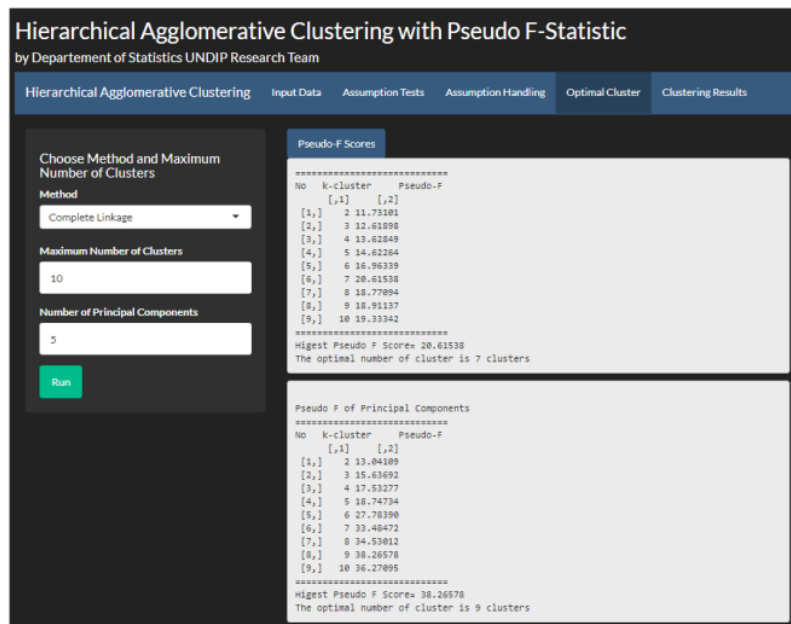 Hierarchical Agglomerative Clustering with Pseudo F-Statistic
by Departement of Statistics UNDIP Research Team
Hierarchical Agglomerative Clustering Input Data Assumption Tests Assumption Handling Optimal Cluster Clustering Results
Choose Method and Maximum
Number of Clusters
Method
Complete Linkage
Maximum Number of Clusters
10
Number of Principal Components
5
Run
Pseudo-F Scores
============================
No k-cluster Pseudo-F
[,1] [,2]
[1,] 2 11.73101
[2,] 3 12.61898
[3,] 4 13.62849
[4,] 5 14.62264
[5,] 6 16.96339
[6,] 7 20.61538
[7,] 8 18.77094
[8,] 9 18.91137
[9,] 10 19.33342
============================
Higest Pseudo F Score= 20.61538
The optimal number of cluster is 7 clusters
Pseudo F of Principal Components
============================
No k-cluster Pseudo-F
[,1] [,2]
[1,] 2 13.04109
[2,] 3 15.63692
[3,] 4 17.53277
[4,] 5 18.74734
[5,] 6 27.78390
[6,] 7 33.48472
[7,] 8 34.53012
[8,] 9 38.26578
[9,] 10 36.27095
============================
Higest Pseudo F Score= 38.26578
The optimal number of cluster is 9 clusters